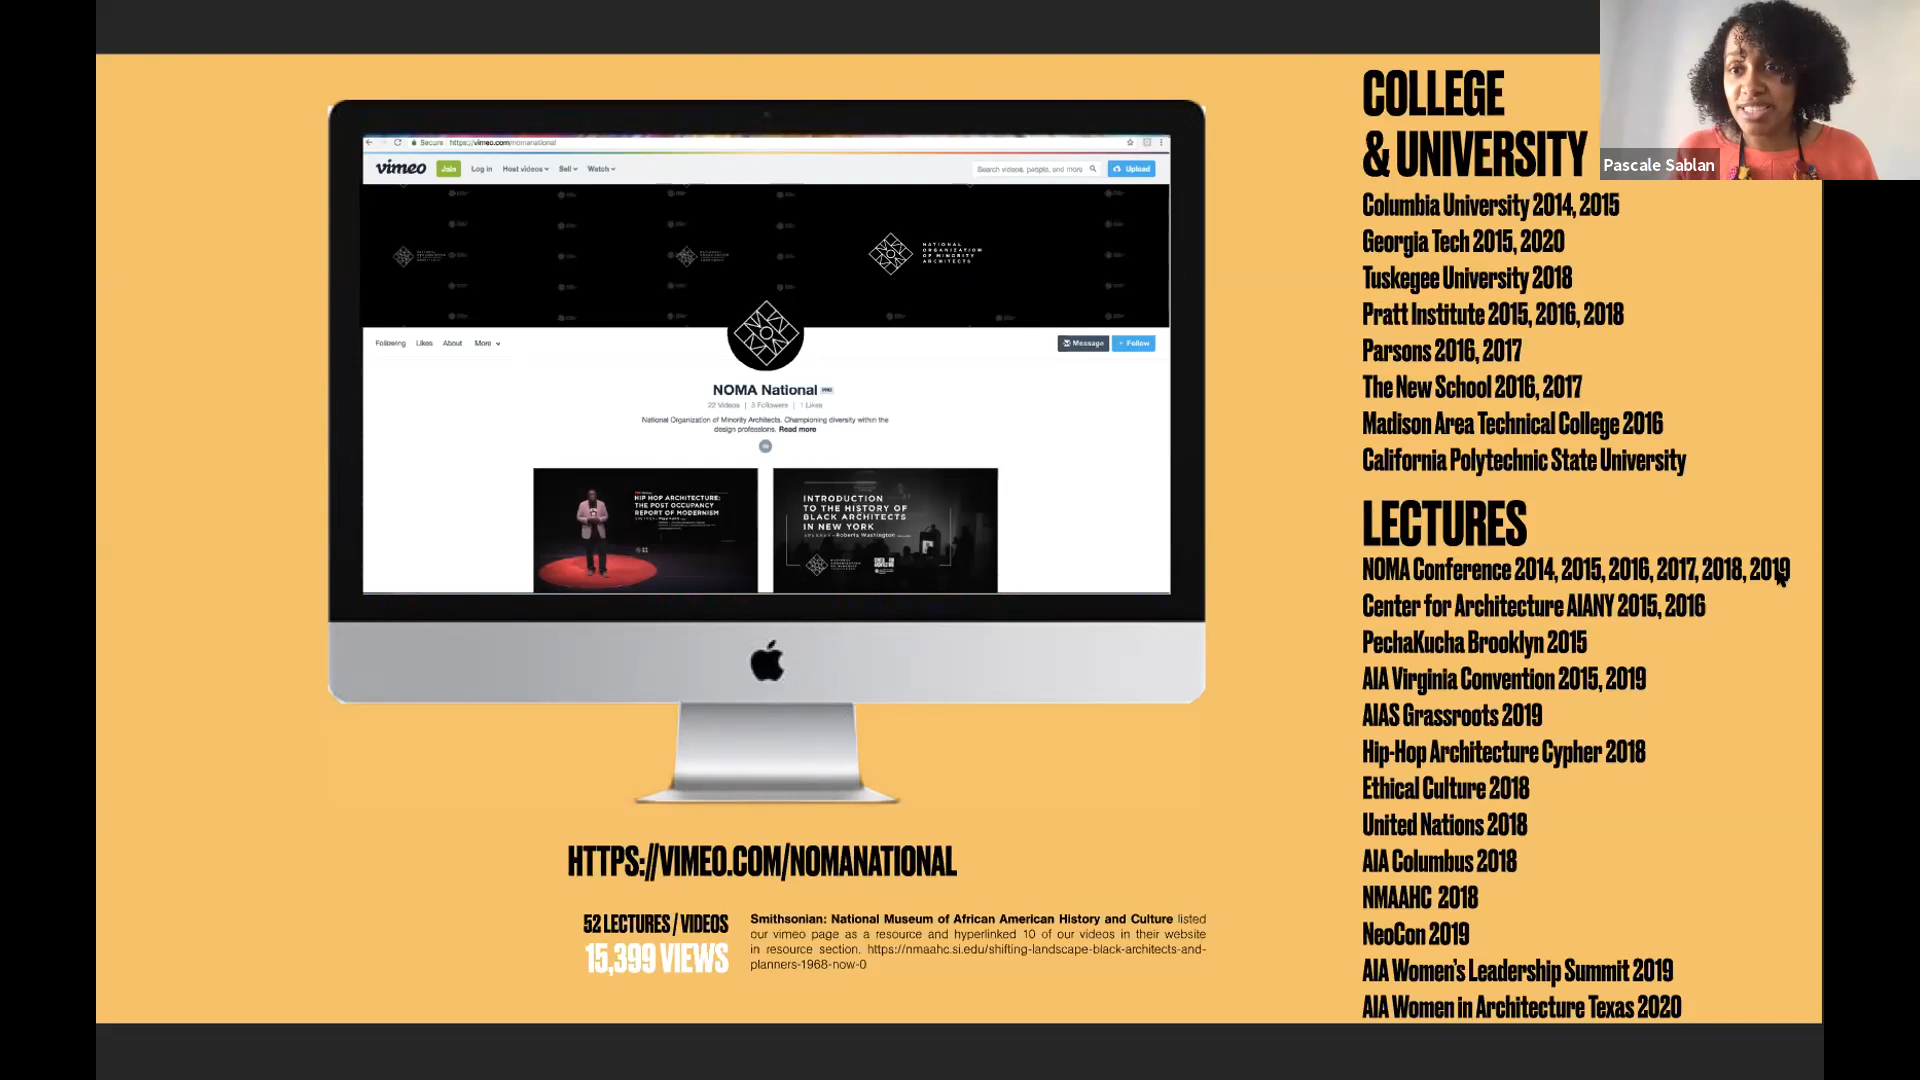 Secure
https://vimeo.com/nomanational
vimeo
Join
Log in
Host videos
Sell
Watch
Search videos, people, and more
Upload
NATIONAL
ORGANIZATION
OF MINORITY
ARCHITECTS
Following
Likes
About
More
Message
+ Follow
NOMA National PRO
22 Videos | 3 Followers | 1 Likes
National Organization of Minority Architects. Championing diversity within the
design professions. Read more
HIP HOP ARCHITECTURE:
THE POST OCCUPANCY
REPORT OF MODERNISM
INTRODUCTION
TO THE HISTORY OF
BLACK ARCHITECTS
IN NEW YORK
Roberta Washington
HTTPS://VIMEO.COM/NOMANATIONAL
52 LECTURES / VIDEOS
15,399 VIEWS
Smithsonian: National Museum of African American History and Culture listed
our vimeo page as a resource and hyperlinked 10 of our videos in their website
in resource section. https://nmaahc.si.edu/shifting-landscape-black-architects-and-
planners-1968-now-0
COLLEGE
& UNIVERSITY
Columbia University 2014, 2015
Georgia Tech 2015, 2020
Tuskegee University 2018
Pratt Institute 2015, 2016, 2018
Parsons 2016, 2017
The New School 2016, 2017
Madison Area Technical College 2016
California Polytechnic State University
LECTURES
NOMA Conference 2014, 2015, 2016, 2017, 2018, 2019
Center for Architecture AIANY 2015, 2016
PechaKucha Brooklyn 2015
AIA Virginia Convention 2015, 2019
AIAS Grassroots 2019
Hip-Hop Architecture Cypher 2018
Ethical Culture 2018
United Nations 2018
AIA Columbus 2018
NMAAHC 2018
NeoCon 2019
AIA Women's Leadership Summit 2019
AIA Women in Architecture Texas 2020
Pascale Sablan